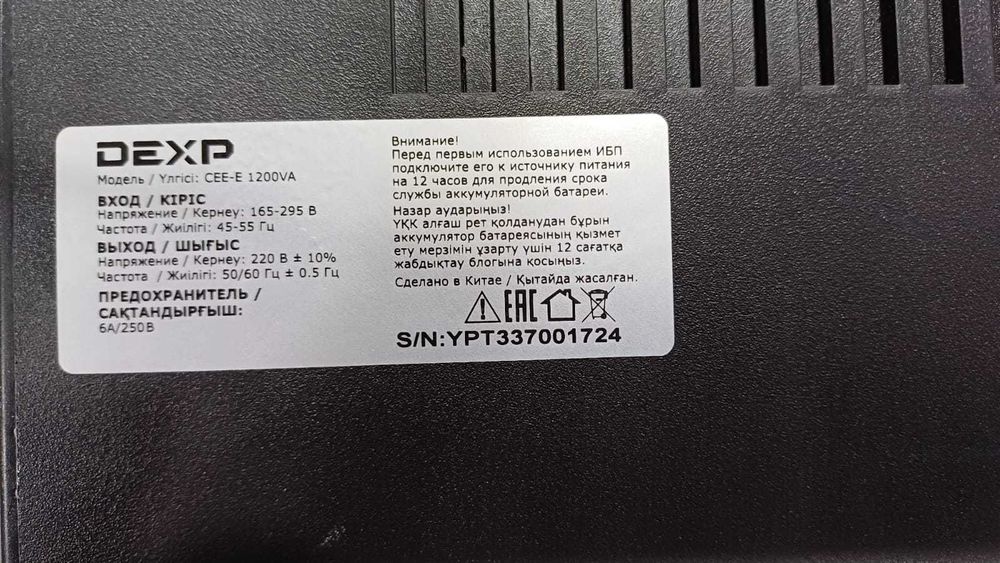 DEXP
Модель / Үлгісі: CEE-E 1200VA
ВХОД / КІРІС
Напряжение / Кернеу: 165-295 В
Частота / Жиілігі: 45-55 Гц
ВЫХОД / ШЫҒЫС
Напряжение / Кернеу: 220 В ± 10%
Частота / Жиілігі: 50/60 Гц ± 0.5 Гц
ПРЕДОХРАНИТЕЛЬ /
САҚТАНДЫРҒЫШ:
6А/250В
Внимание!
Перед первым использованием ИБП
подключите его к источнику питания
на 12 часов для продления срока
службы аккумуляторной батареи.
Назар аударыңыз!
ҮҚК алғаш рет қолданудан бұрын
аккумулятор батареясының қызмет
ету мерзімін ұзарту үшін 12 сағатқа
жабдықтау блогына қосыңыз.
Сделано в Китае / Қытайда жасалған.
EAC
S/N:YPT337001724